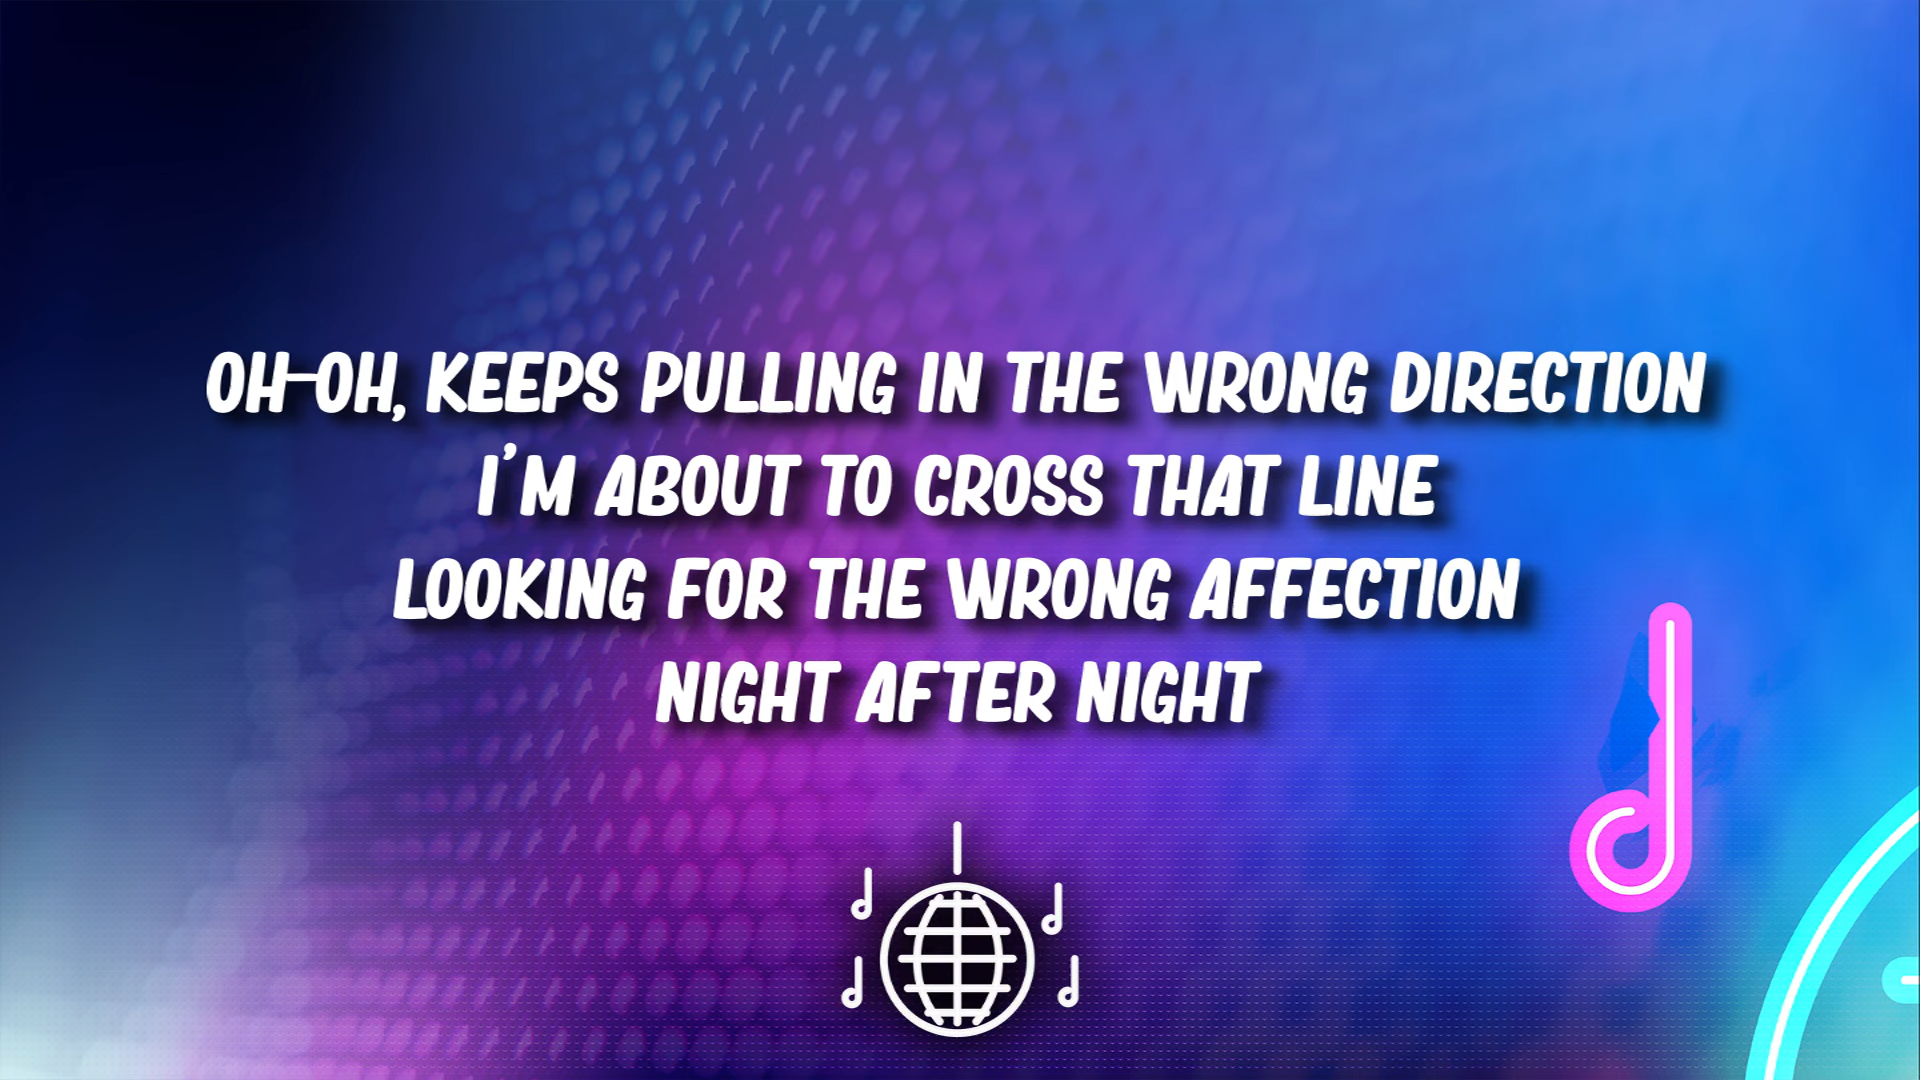 OH-OH, KEEPS PULLING IN THE WRONG DIRECTION
I'M ABOUT TO CROSS THAT LINE
LOOKING FOR THE WRONG AFFECTION
NIGHT AFTER NIGHT